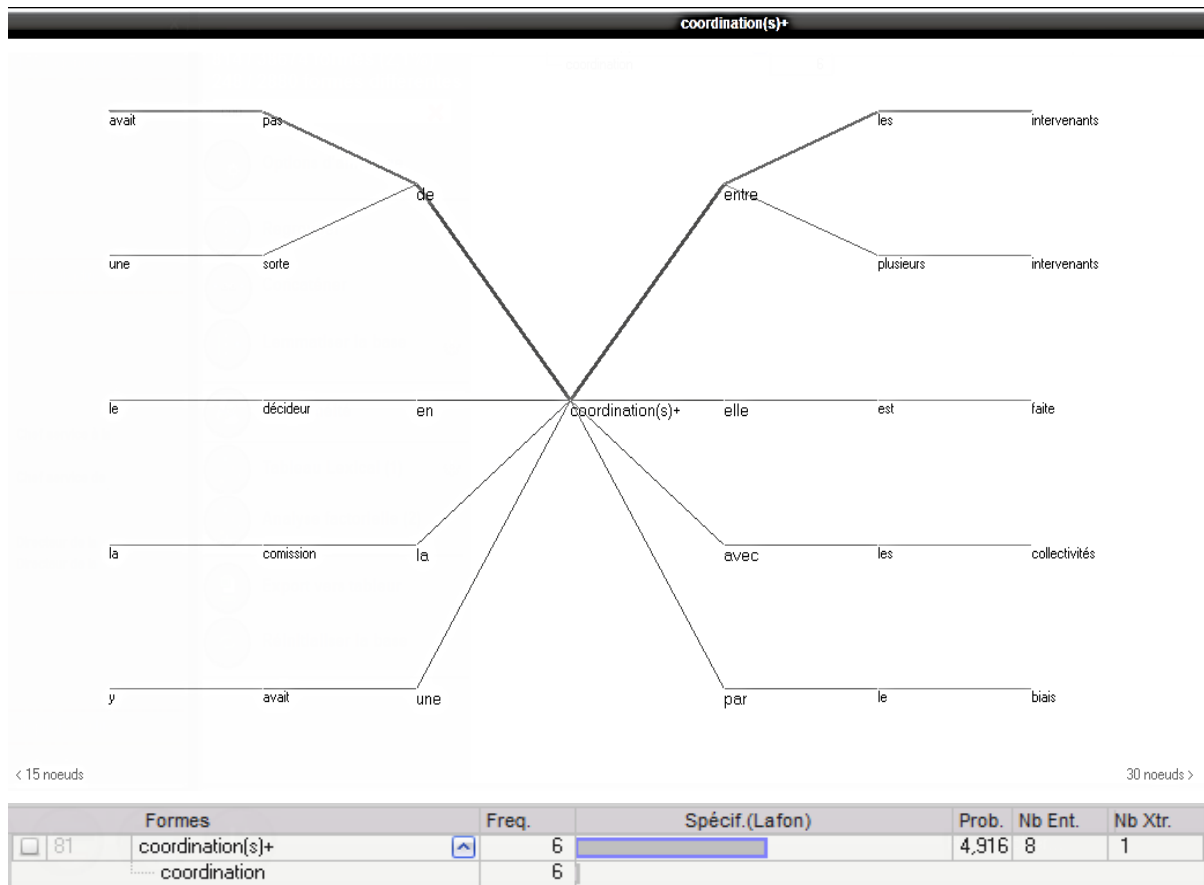 coordination(s)+
avait pas les intervenants
de entre
une sorte plusieurs intervenants
le décideur en coordination(s)+ elle est faite
la comission la avec les collectivités
y avait une par le biais
< 15 noeuds 30 noeuds >
Formes Freq. Spécif.(Lafon) Prob. Nb Ent. Nb Xtr.
81 coordination(s)+ 6 4,916 8 1
coordination 6